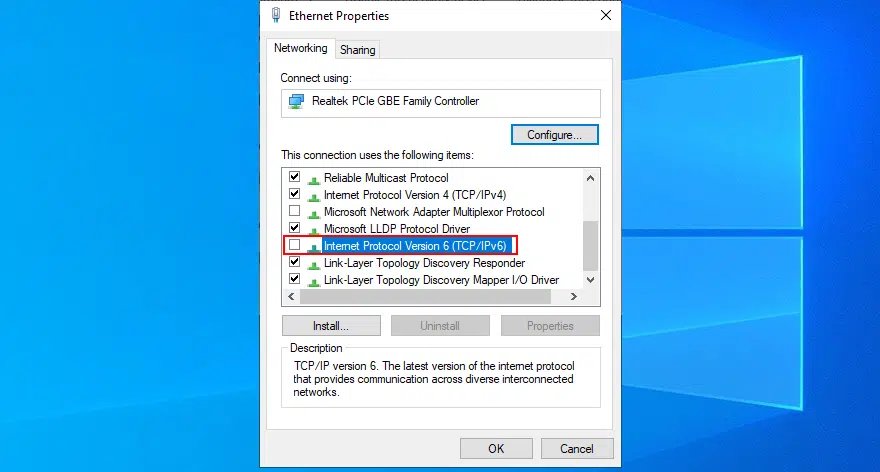 Ethernet Properties
Networking
Sharing
Connect using:
Realtek PCIe GBE Family Controller
Configure...
This connection uses the following items:
Reliable Multicast Protocol
Internet Protocol Version 4 (TCP/IPv4)
Microsoft Network Adapter Multiplexor Protocol
Microsoft LLDP Protocol Driver
Internet Protocol Version 6 (TCP/IPv6)
Link-Layer Topology Discovery Responder
Link-Layer Topology Discovery Mapper I/O Driver
Install...
Uninstall
Properties
Description
TCP/IP version 6. The latest version of the internet protocol
that provides communication across diverse interconnected
networks.
OK
Cancel